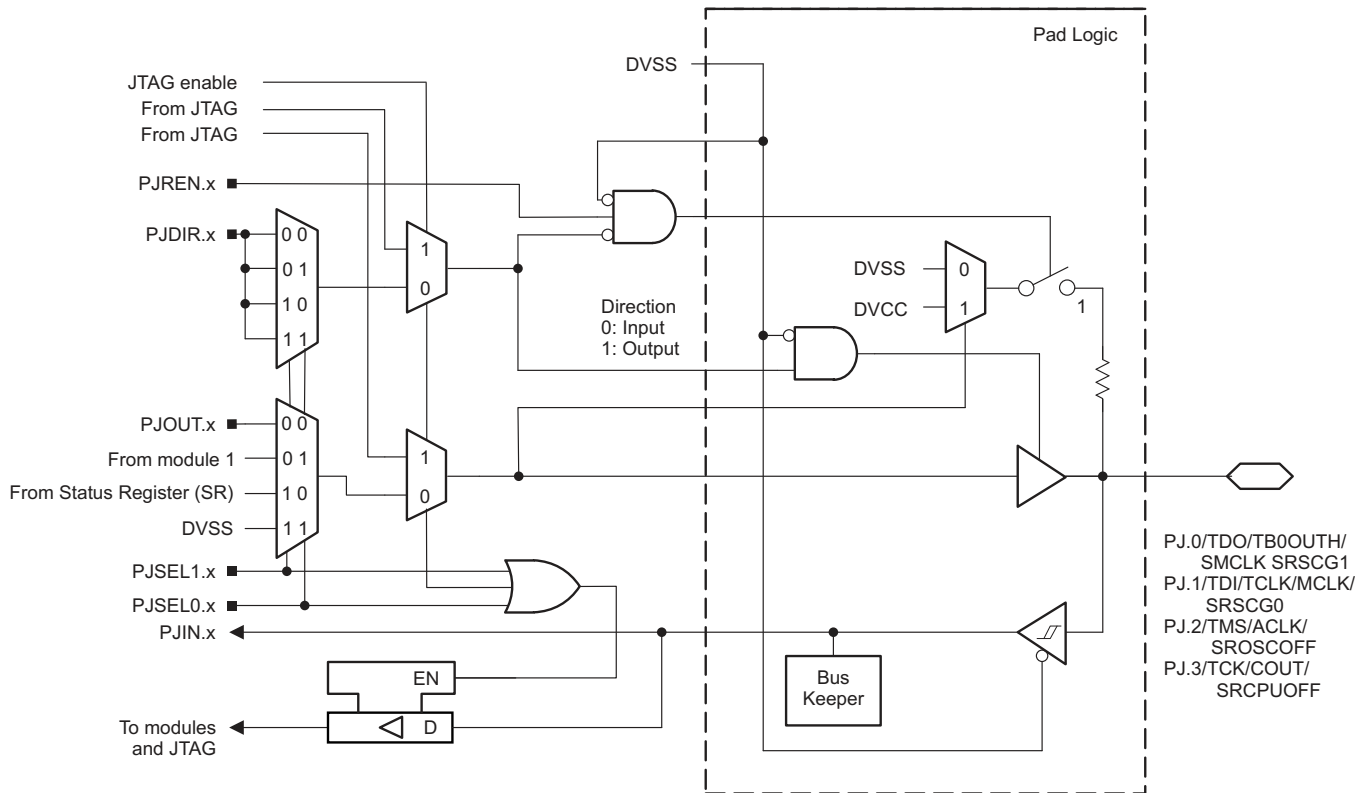 Pad Logic
DVSS
JTAG enable
From JTAG
From JTAG
PJREN.x
PJDIR.x
0 0
0 1
1 0
1 1
1
0
Direction
0: Input
1: Output
DVSS
DVCC
0
1
1
PJOUT.x
From module 1
From Status Register (SR)
DVSS
0 0
0 1
1 0
1 1
1
0
PJSEL1.x
PJSEL0.x
PJIN.x
EN
D
To modules
and JTAG
Bus
Keeper
PJ.0/TDO/TB0OUTH/
SMCLK SRSCG1
PJ.1/TDI/TCLK/MCLK/
SRSCG0
PJ.2/TMS/ACLK/
SROSCOFF
PJ.3/TCK/COUT/
SRCPUOFF